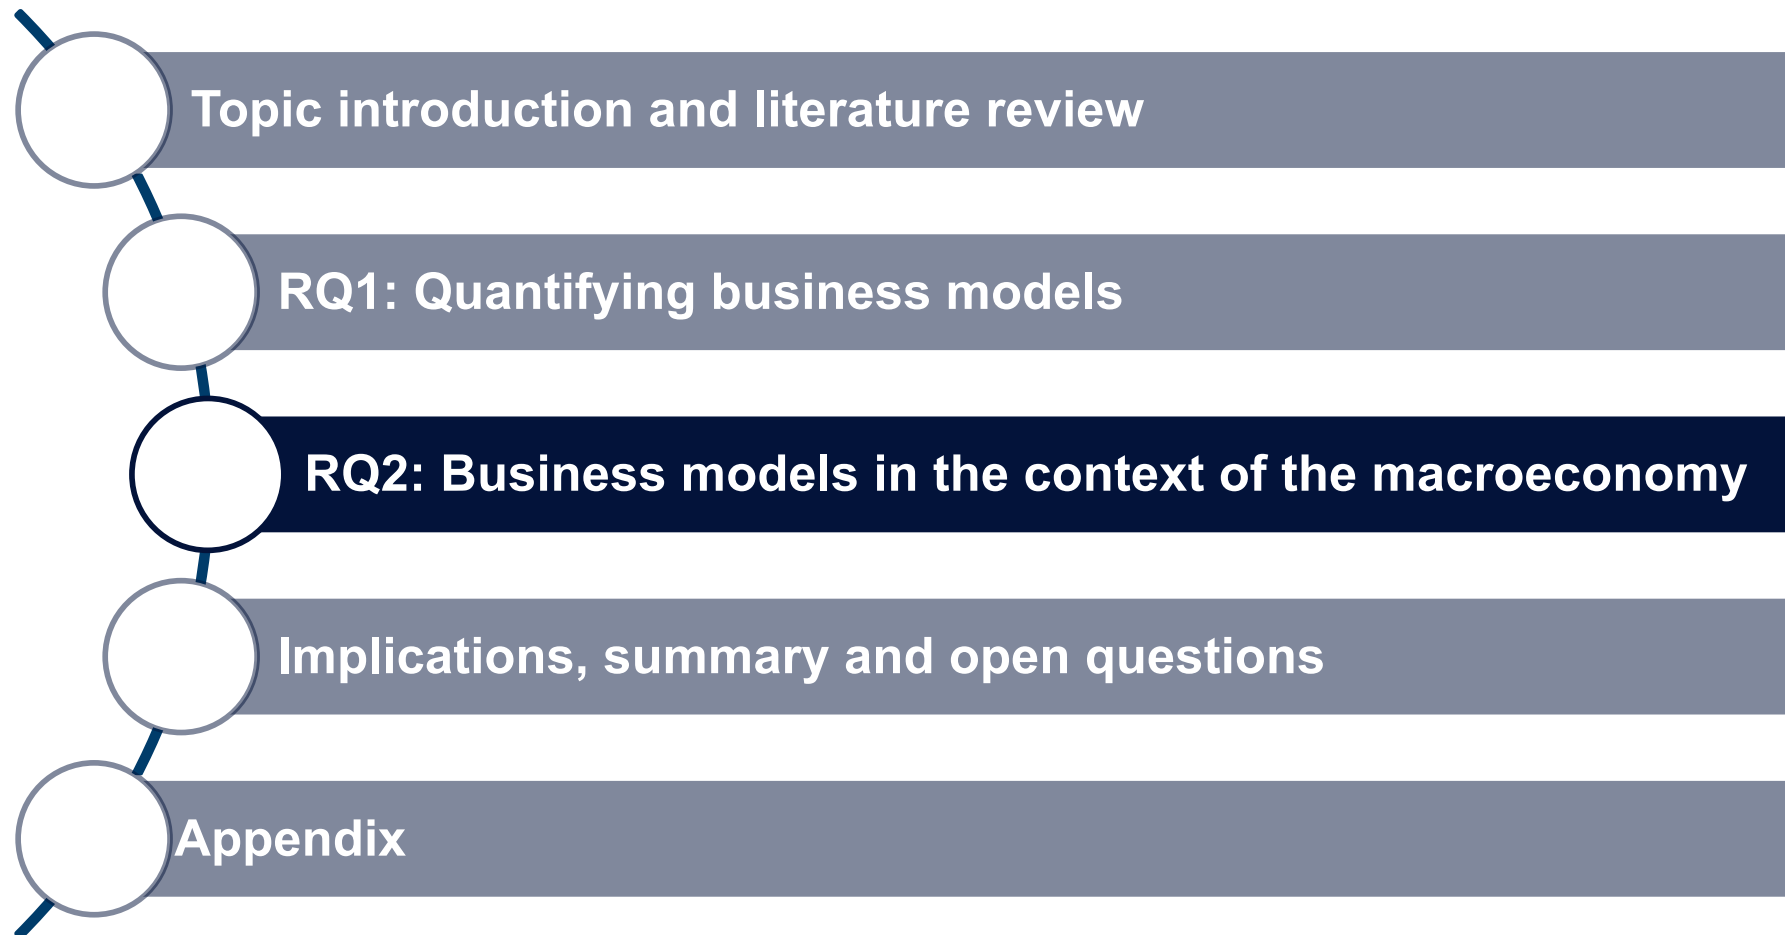 Topic introduction and literature review
RQ1: Quantifying business models
RQ2: Business models in the context of the macroeconomy
Implications, summary and open questions
Appendix